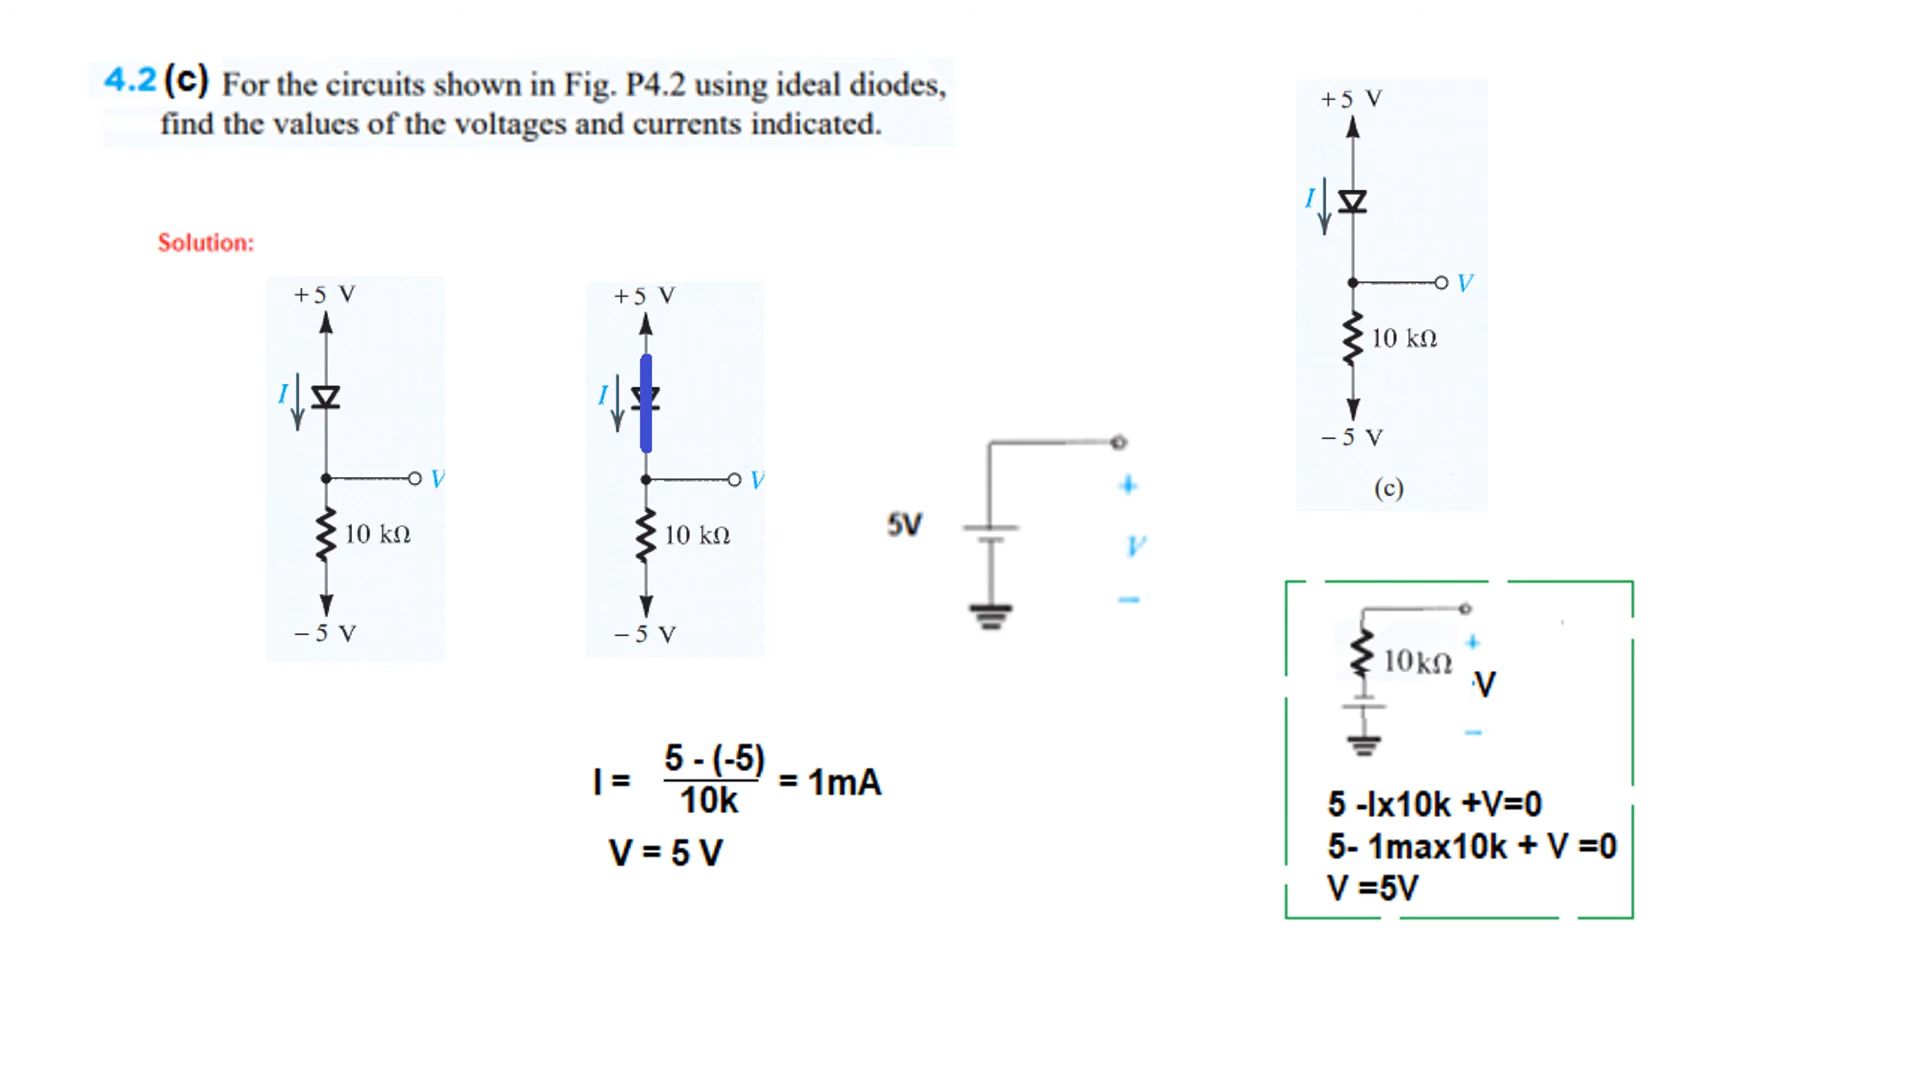 4.2 (c) For the circuits shown in Fig. P4.2 using ideal diodes,
find the values of the voltages and currents indicated.
Solution:
+5 V
I
V
10 kΩ
−5 V
+5 V
I
V
10 kΩ
−5 V
I = 5 - (-5)
10k
= 1mA
V = 5 V
5V
+
V
−
+5 V
I
V
10 kΩ
−5 V
(c)
10kΩ
+
V
−
5 -Ix10k +V=0
5- 1max10k + V =0
V =5V